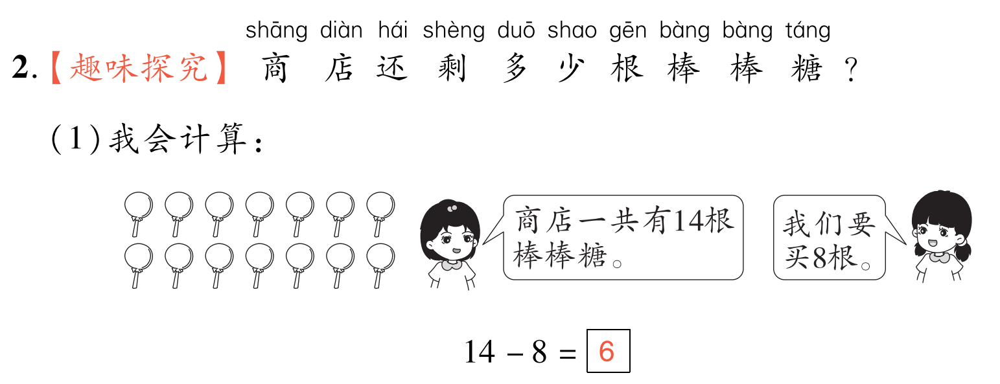 shāng diàn hái shèng duō shao gēn bàng bàng táng
2.【趣味探究】 商店还剩多少根棒棒糖？
(1)我会计算：
商店一共有14根
棒棒糖。
我们要
买8根。
14 － 8 ＝ 6